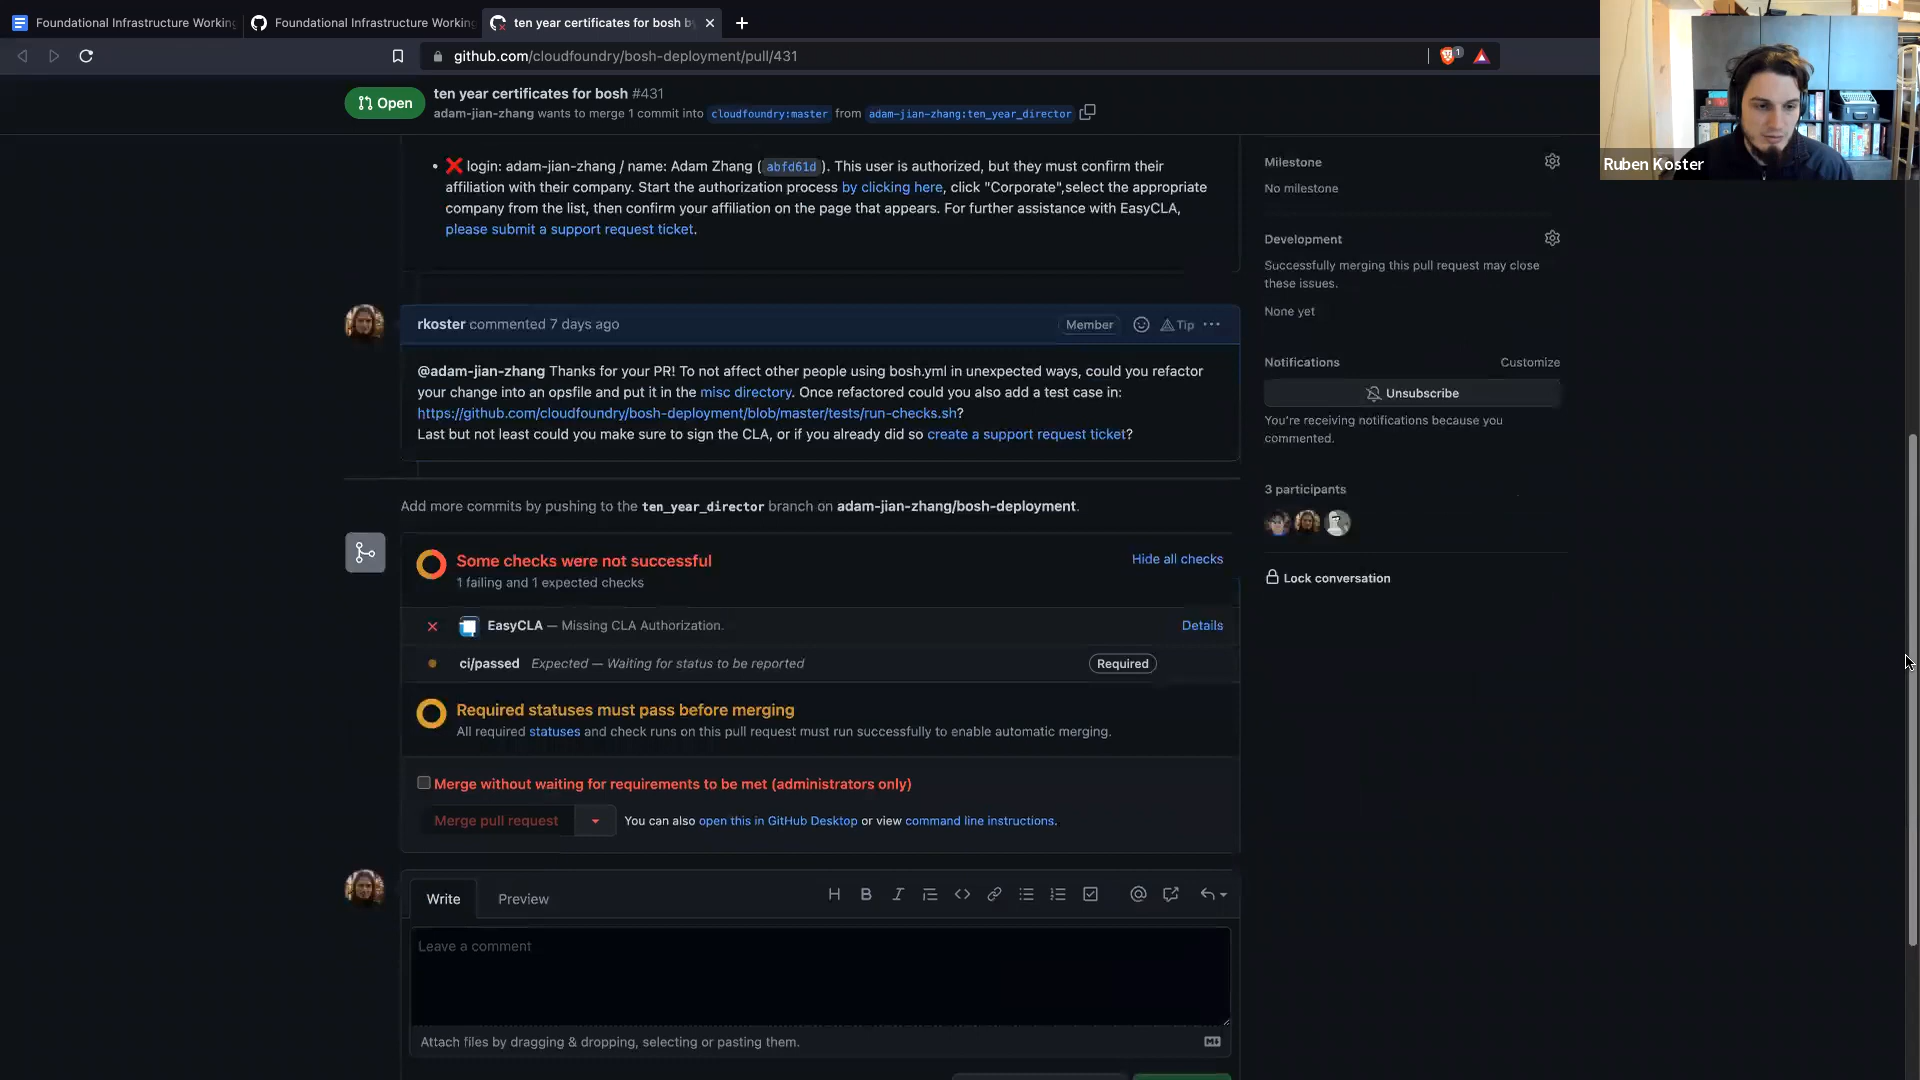 Foundational Infrastructure Working
Foundational Infrastructure Working
ten year certificates for bosh b
github.com/cloudfoundry/bosh-deployment/pull/431
1
Open
ten year certificates for bosh #431
adam-jian-zhang wants to merge 1 commit into cloudfoundry:master from adam-jian-zhang:ten_year_director
login: adam-jian-zhang / name: Adam Zhang ( abfd61d ). This user is authorized, but they must confirm their
affiliation with their company. Start the authorization process by clicking here, click "Corporate",select the appropriate
company from the list, then confirm your affiliation on the page that appears. For further assistance with EasyCLA,
please submit a support request ticket.
rkoster commented 7 days ago
Member
Tip
@adam-jian-zhang Thanks for your PR! To not affect other people using bosh.yml in unexpected ways, could you refactor
your change into an opsfile and put it in the misc directory. Once refactored could you also add a test case in:
https://github.com/cloudfoundry/bosh-deployment/blob/master/tests/run-checks.sh?
Last but not least could you make sure to sign the CLA, or if you already did so create a support request ticket?
Add more commits by pushing to the ten_year_director branch on adam-jian-zhang/bosh-deployment.
Some checks were not successful
Hide all checks
1 failing and 1 expected checks
EasyCLA — Missing CLA Authorization.
Details
ci/passed Expected — Waiting for status to be reported
Required
Required statuses must pass before merging
All required statuses and check runs on this pull request must run successfully to enable automatic merging.
Merge without waiting for requirements to be met (administrators only)
Merge pull request
You can also open this in GitHub Desktop or view command line instructions.
Write
Preview
H B I
Leave a comment
Attach files by dragging & dropping, selecting or pasting them.
Milestone
No milestone
Development
Successfully merging this pull request may close
these issues.
None yet
Notifications
Customize
Unsubscribe
You're receiving notifications because you
commented.
3 participants
Lock conversation
Ruben Koster